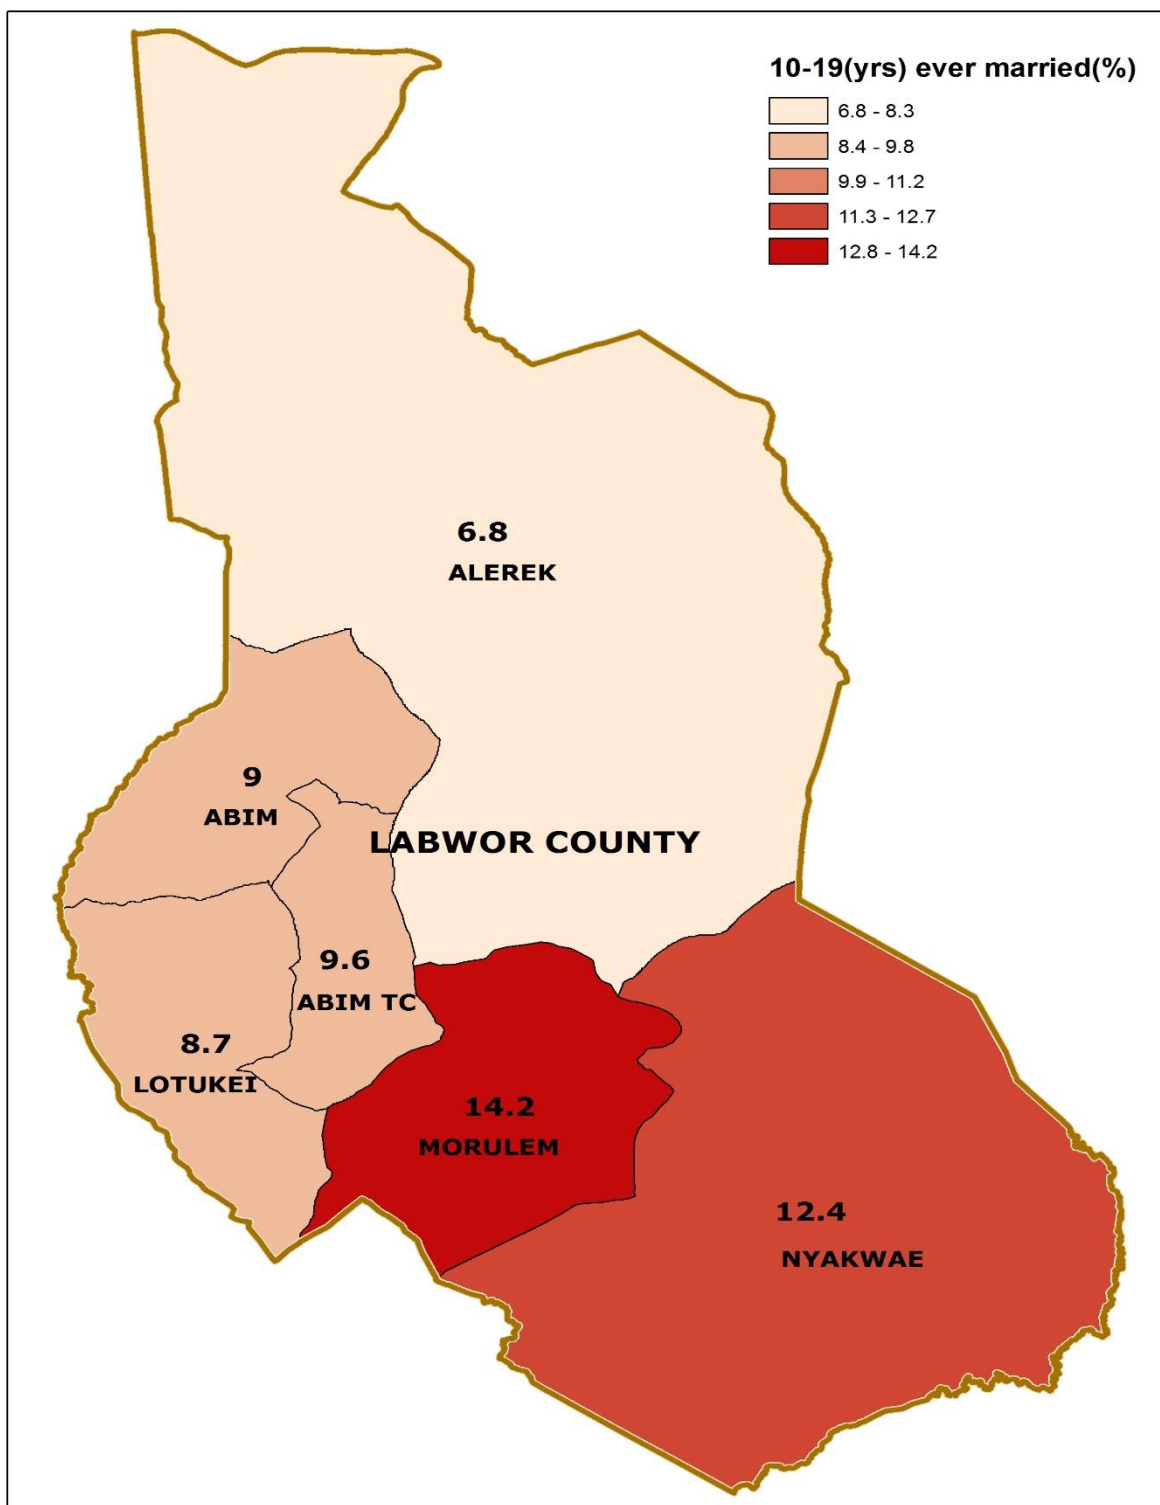 10-19(yrs) ever married(%)
6.8 - 8.3
8.4 - 9.8
9.9 - 11.2
11.3 - 12.7
12.8 - 14.2
6.8
ALEREK
9
ABIM
LABWOR COUNTY
9.6
ABIM TC
8.7
LOTUKEI
14.2
MORULEM
12.4
NYAKWAE